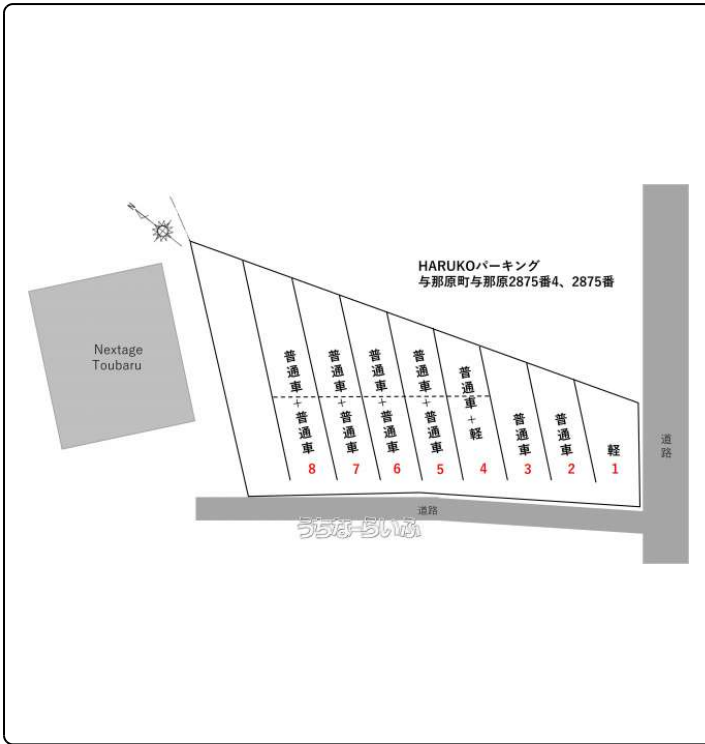 N
HARUKOパーキング
与那原町与那原2875番4、2875番
Nextage
Toubaru
普通車+普通車
8
普通車+普通車
7
普通車+普通車
6
普通車+普通車
5
普通車+軽
4
普通車
3
普通車
2
軽
1
道路
道路
うちなーらいふ